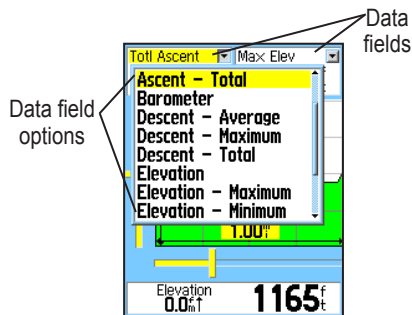 Data
fields
Totl Ascent Max Elev
Data field
options
Ascent - Total
Barometer
Descent - Average
Descent - Maximum
Descent - Total
Elevation
Elevation - Maximum
Elevation - Minimum
1.00
Elevation
0.0 1165 ft